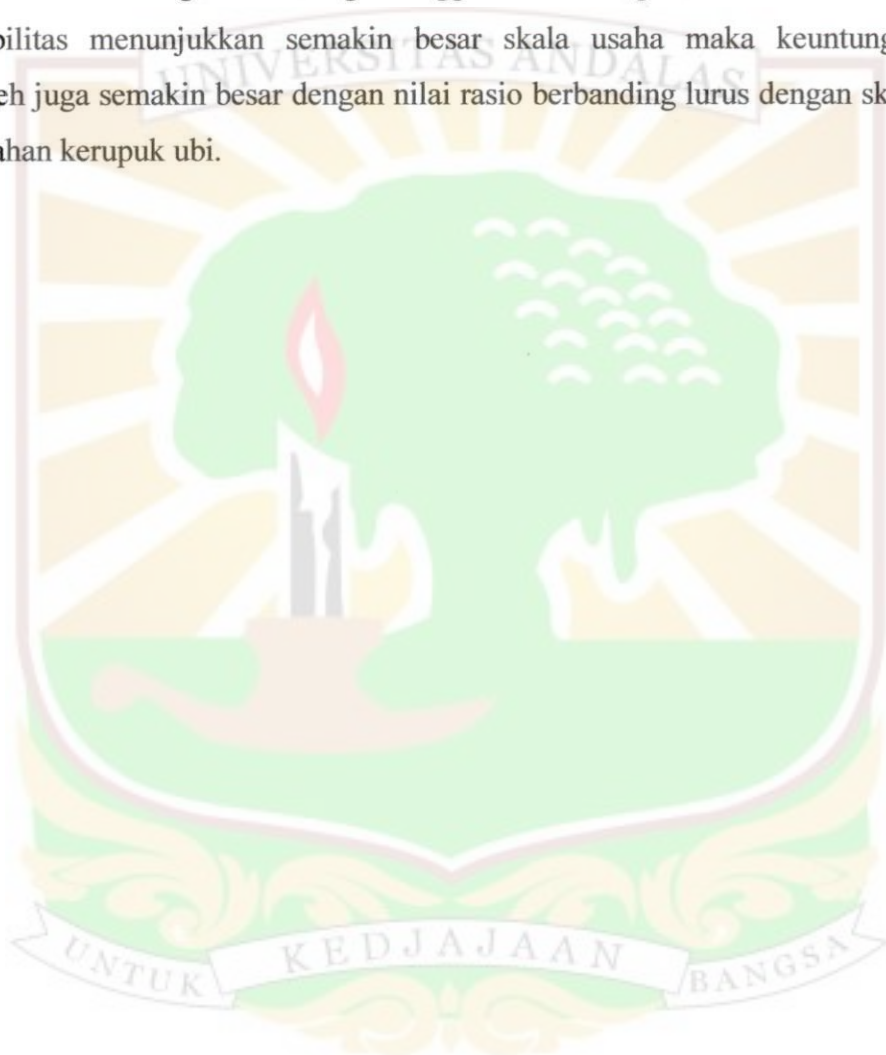 bilitas menunjukkan semakin besar skala usaha maka keuntung
eh juga semakin besar dengan nilai rasio berbanding lurus dengan sk
ahan kerupuk ubi.
UNIVERSITAS ANDALAS
UNTUK KEDJAJAAN BANGSA